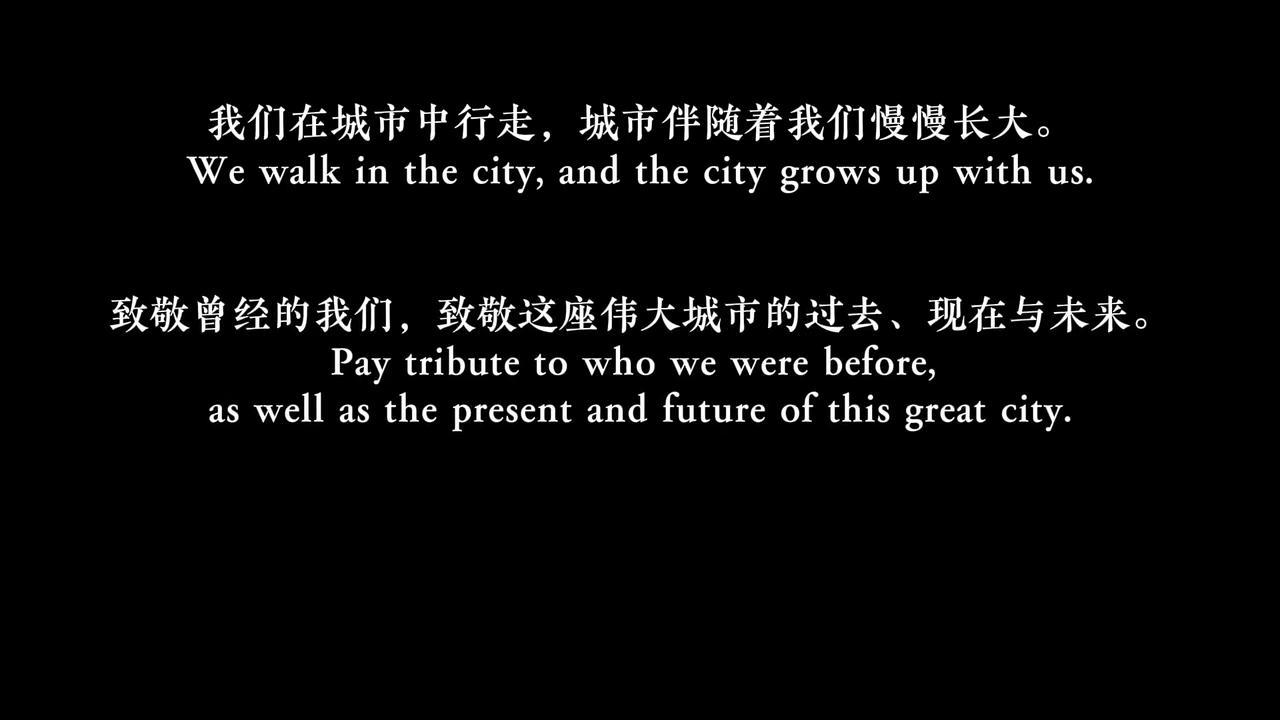 我们在城市中行走，城市伴随着我们慢慢长大。
We walk in the city, and the city grows up with us.
致敬曾经的我们，致敬这座伟大城市的过去、现在与未来。
Pay tribute to who we were before,
as well as the present and future of this great city.